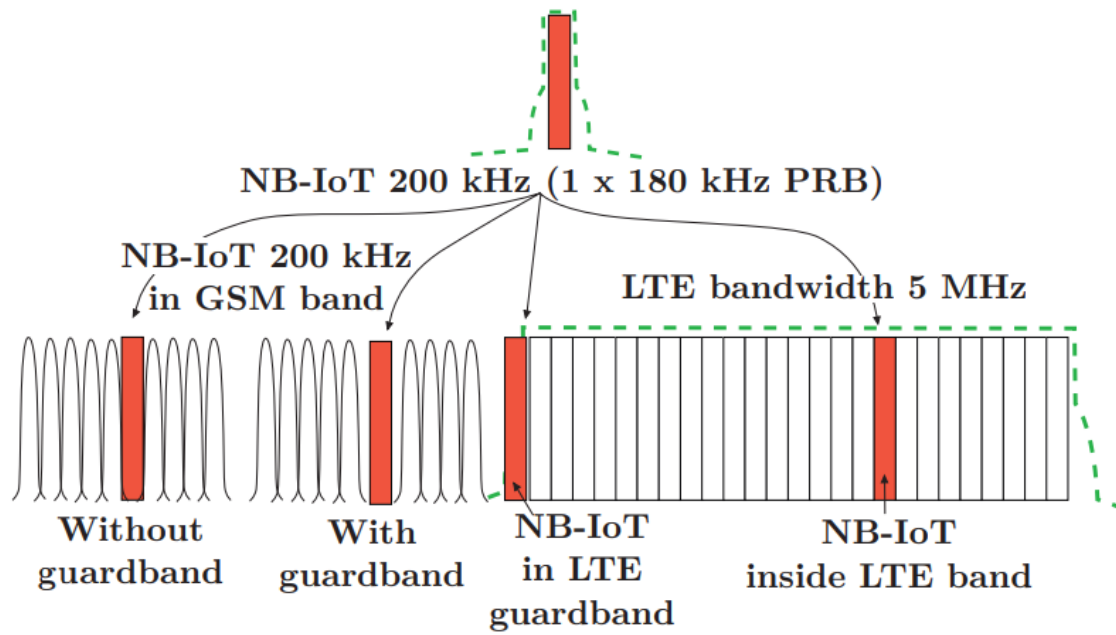 NB-IoT 200 kHz (1 x 180 kHz PRB)
NB-IoT 200 kHz
in GSM band
LTE bandwidth 5 MHz
Without
guardband
With
guardband
NB-IoT
in LTE
guardband
NB-IoT
inside LTE band